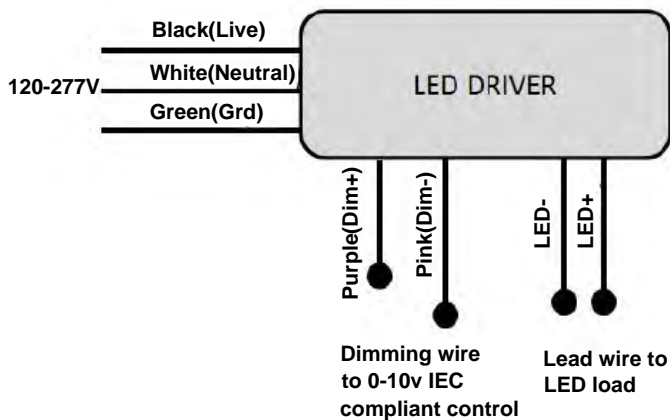 Black(Live)
120-277V
White(Neutral)
Green(Grd)
LED DRIVER
Purple(Dim+)
Pink(Dim-)
LED-
LED+
Dimming wire
to 0-10v IEC
compliant control
Lead wire to
LED load